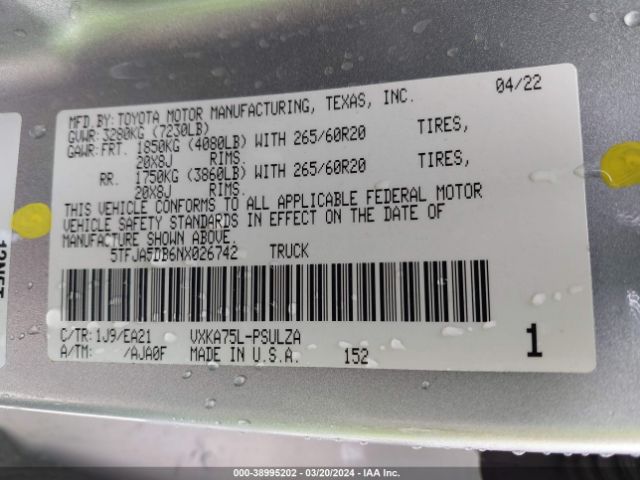 MFD.BY:TOYOTA MOTOR MANUFACTURING, TEXAS, INC. 04/22
GVWR:3280KG (7230LB)
GAWR:FRT. 1850KG (4080LB) WITH 265/60R20 TIRES,
20X8J RIMS.
RR. 1750KG (3860LB) WITH 265/60R20 TIRES,
20X8J RIMS.
THIS VEHICLE CONFORMS TO ALL APPLICABLE FEDERAL MOTOR
VEHICLE SAFETY STANDARDS IN EFFECT ON THE DATE OF
MANUFACTURE SHOWN ABOVE.
5TFJA5DB6NX026742 TRUCK
C/TR:1J9/EA21 VXKA75L-PSULZA
A/TM: /AJA0F MADE IN U.S.A. 152 1
000-38995202 — 03/20/2024 — IAA Inc.